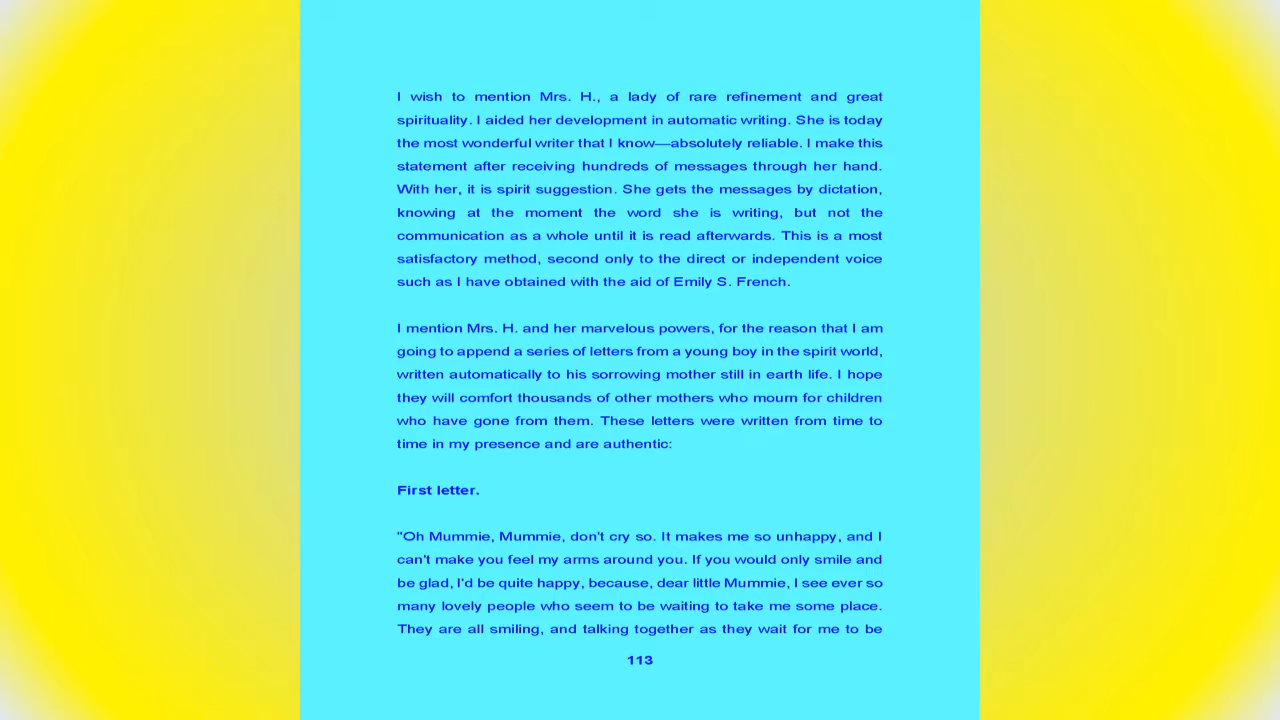 I wish to mention Mrs. H., a lady of rare refinement and great
spirituality. I aided her development in automatic writing. She is today
the most wonderful writer that I know—absolutely reliable. I make this
statement after receiving hundreds of messages through her hand.
With her, it is spirit suggestion. She gets the messages by dictation,
knowing at the moment the word she is writing, but not the
communication as a whole until it is read afterwards. This is a most
satisfactory method, second only to the direct or independent voice
such as I have obtained with the aid of Emily S. French.
I mention Mrs. H. and her marvelous powers, for the reason that I am
going to append a series of letters from a young boy in the spirit world,
written automatically to his sorrowing mother still in earth life. I hope
they will comfort thousands of other mothers who mourn for children
who have gone from them. These letters were written from time to
time in my presence and are authentic:
First letter.
"Oh Mummie, Mummie, don't cry so. It makes me so unhappy, and I
can't make you feel my arms around you. If you would only smile and
be glad, I'd be quite happy, because, dear little Mummie, I see ever so
many lovely people who seem to be waiting to take me some place.
They are all smiling, and talking together as they wait for me to be
113